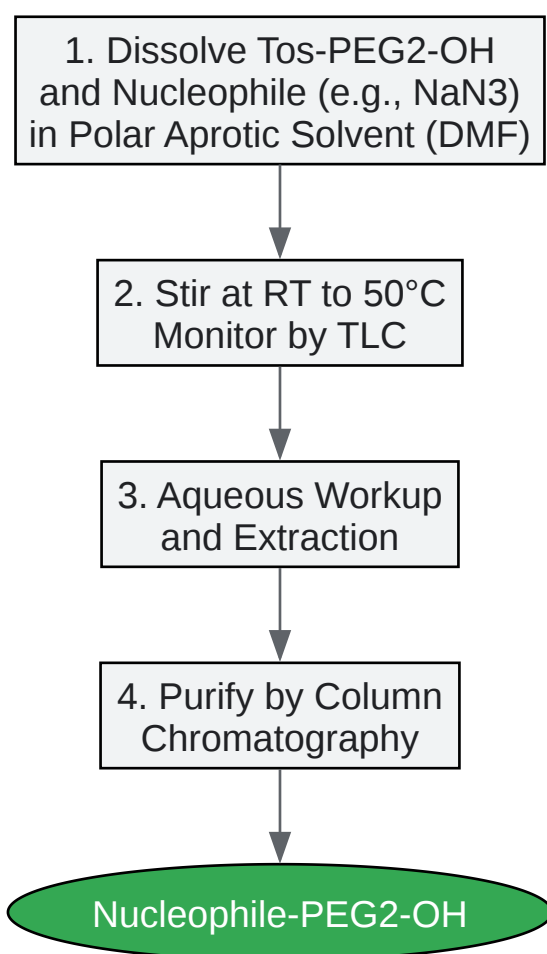 1. Dissolve Tos-PEG2-OH
and Nucleophile (e.g., NaN3)
in Polar Aprotic Solvent (DMF)
2. Stir at RT to 50°C
Monitor by TLC
3. Aqueous Workup
and Extraction
4. Purify by Column
Chromatography
Nucleophile-PEG2-OH